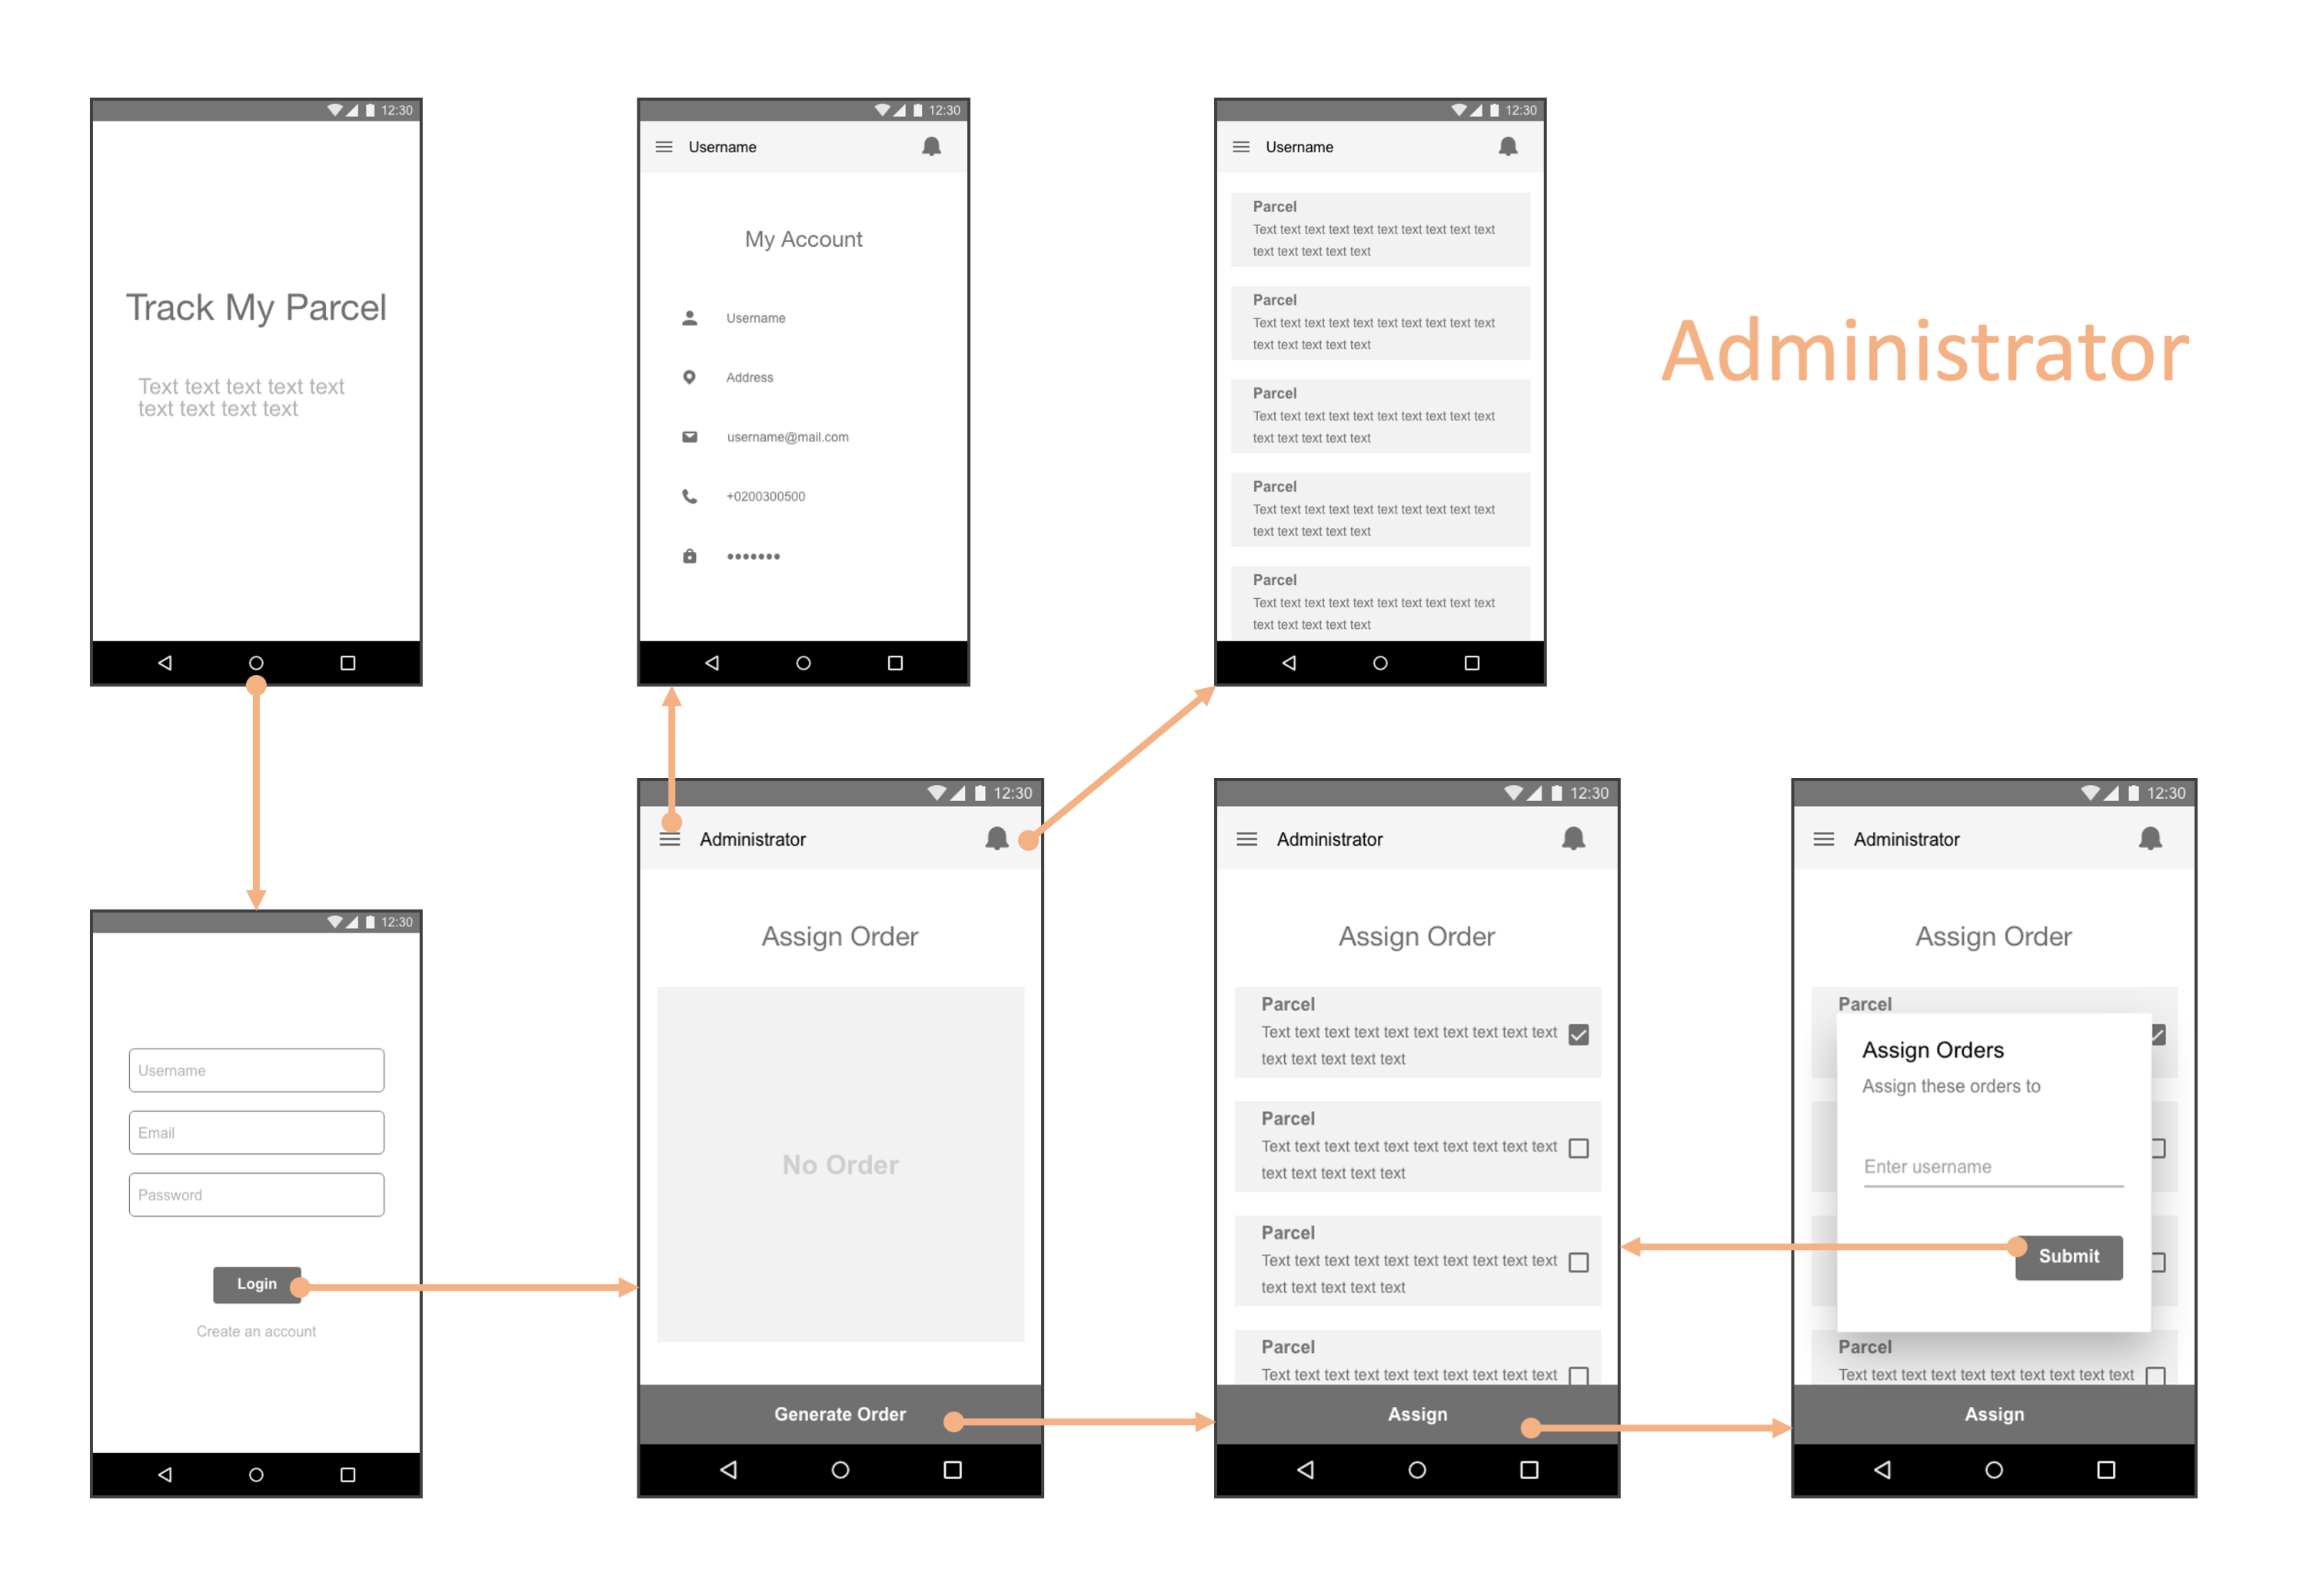 12:30
Track My Parcel
Text text text text text
text text text text
12:30
Username
My Account
Username
Address
username@mail.com
+0200300500
•••••••
12:30
Username
Parcel
Text text text text text text text text text text
text text text text text
Parcel
Text text text text text text text text text text
text text text text text
Parcel
Text text text text text text text text text text
text text text text text
Parcel
Text text text text text text text text text text
text text text text text
Parcel
Text text text text text text text text text text
text text text text text
Administrator
12:30
Username
Email
Password
Login
Create an account
12:30
Administrator
Assign Order
No Order
Generate Order
12:30
Administrator
Assign Order
Parcel
Text text text text text text text text text text
text text text text text
Parcel
Text text text text text text text text text text
text text text text text
Parcel
Text text text text text text text text text text
text text text text text
Parcel
Text text text text text text text text text text
Assign
12:30
Administrator
Assign Order
Parcel
Assign Orders
Assign these orders to
Enter username
Submit
Parcel
Text text text text text text text text text text
Assign